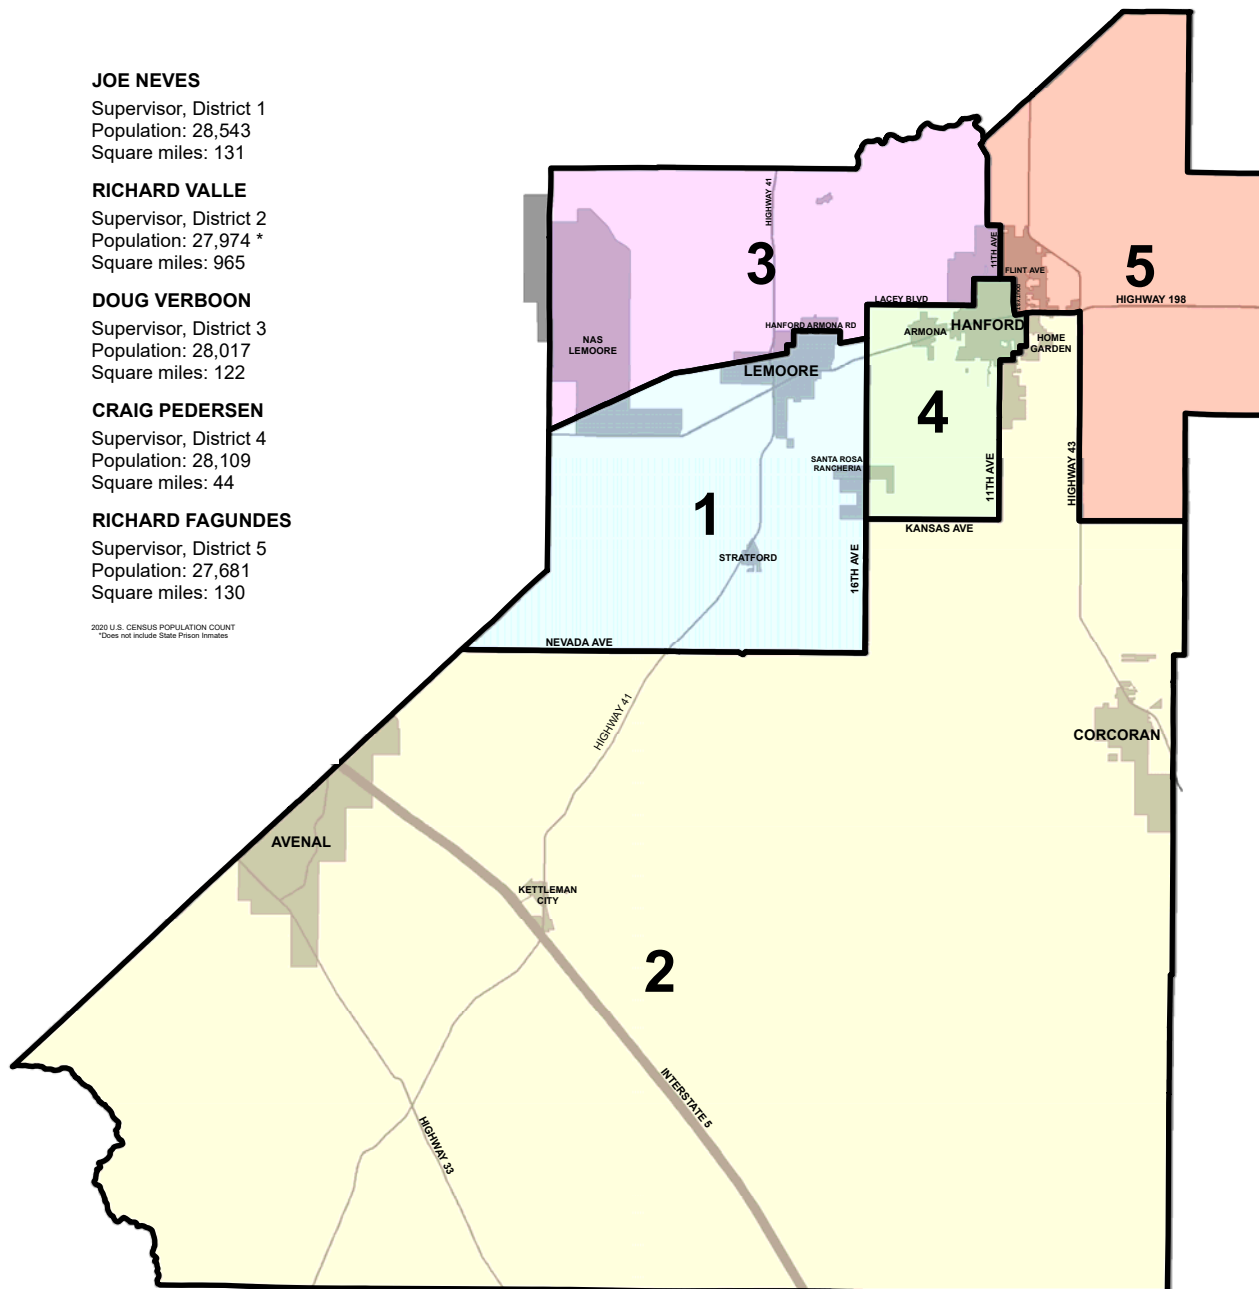 JOE NEVES
Supervisor, District 1
Population: 28,543
Square miles: 131
RICHARD VALLE
Supervisor, District 2
Population: 27,974 *
Square miles: 965
DOUG VERBOON
Supervisor, District 3
Population: 28,017
Square miles: 122
CRAIG PEDERSEN
Supervisor, District 4
Population: 28,109
Square miles: 44
RICHARD FAGUNDES
Supervisor, District 5
Population: 27,681
Square miles: 130
2020 U.S. CENSUS POPULATION COUNT
*Does not include State Prison Inmates
HIGHWAY 41
3
11TH AVE
FLINT AVE
5
HIGHWAY 198
LACEY BLVD
HANFORD ARMONA RD
ARMONA
HANFORD
HOME
GARDEN
NAS
LEMOORE
LEMOORE
4
SANTA ROSA
RANCHERIA
11TH AVE
HIGHWAY 43
1
KANSAS AVE
STRATFORD
16TH AVE
NEVADA AVE
HIGHWAY 41
CORCORAN
AVENAL
KETTLEMAN
CITY
2
INTERSTATE 5
HIGHWAY 33